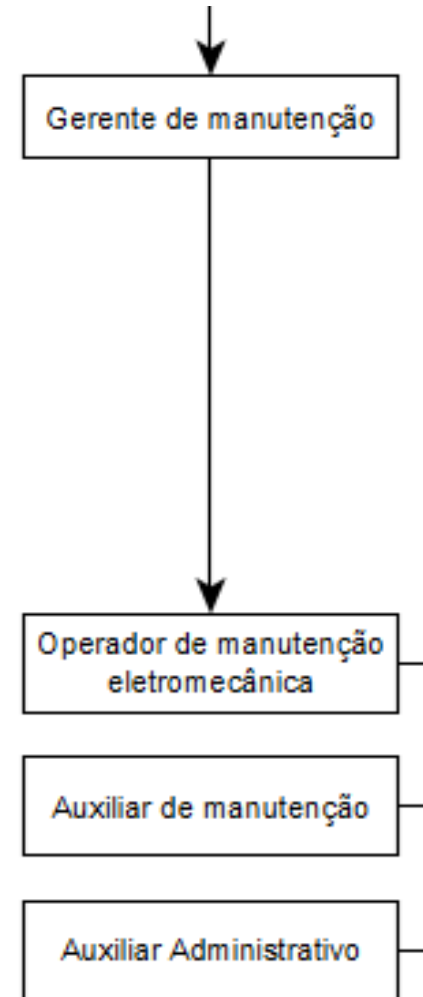 Gerente de manutenção
Operador de manutenção
eletromecânica
Auxiliar de manutenção
Auxiliar Administrativo